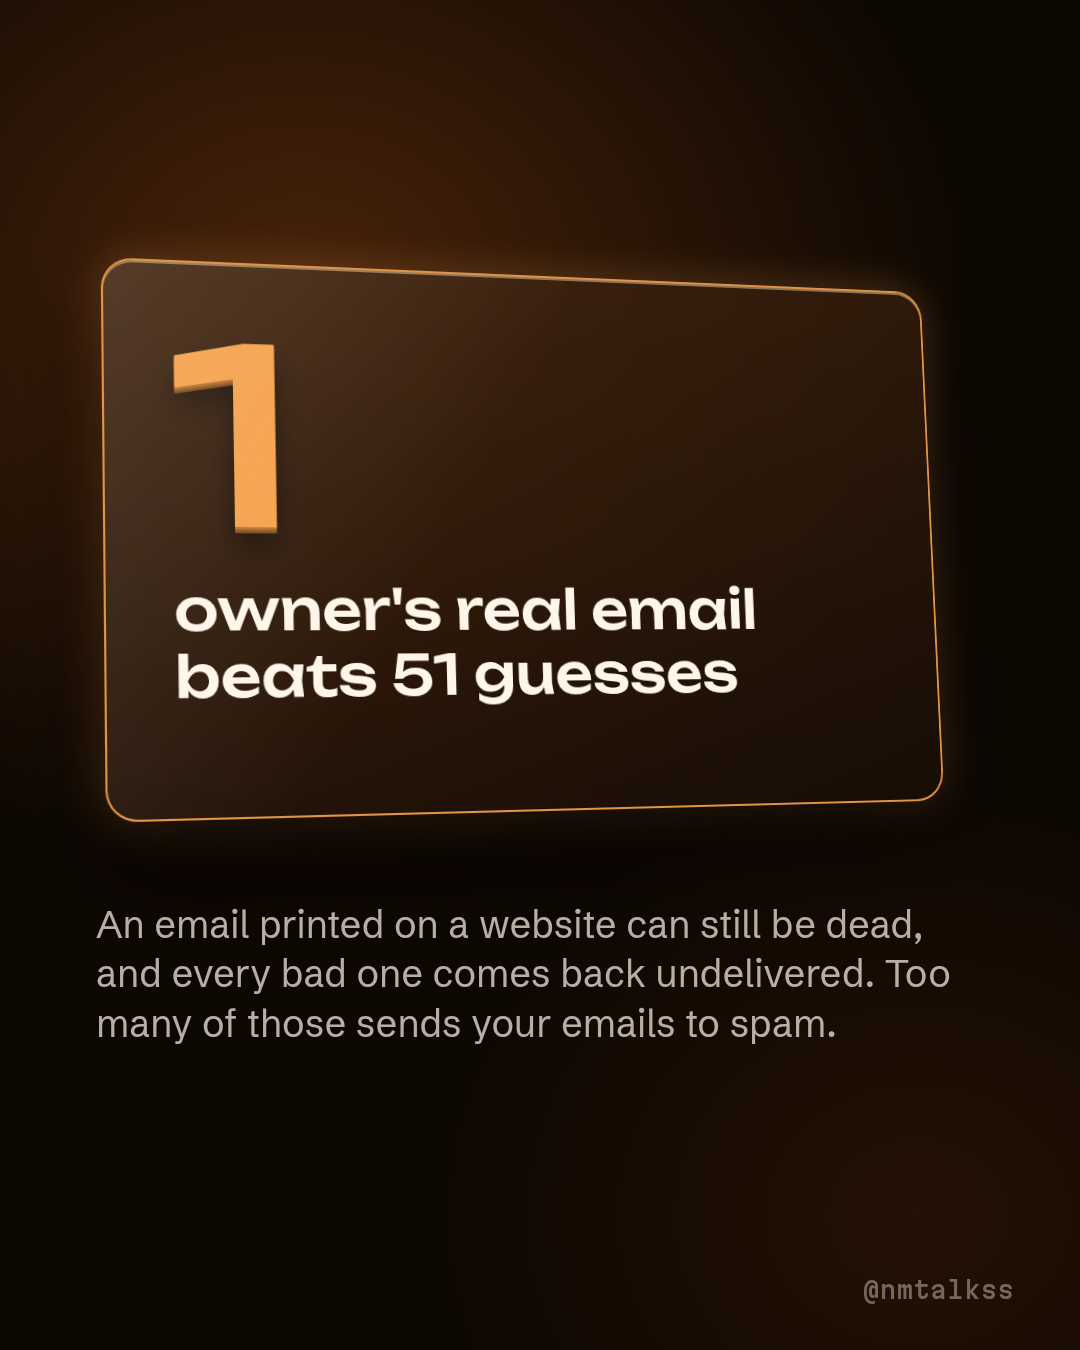 1
owner's real email
beats 51 guesses
An email printed on a website can still be dead,
and every bad one comes back undelivered. Too
many of those sends your emails to spam.
@nmtalkss